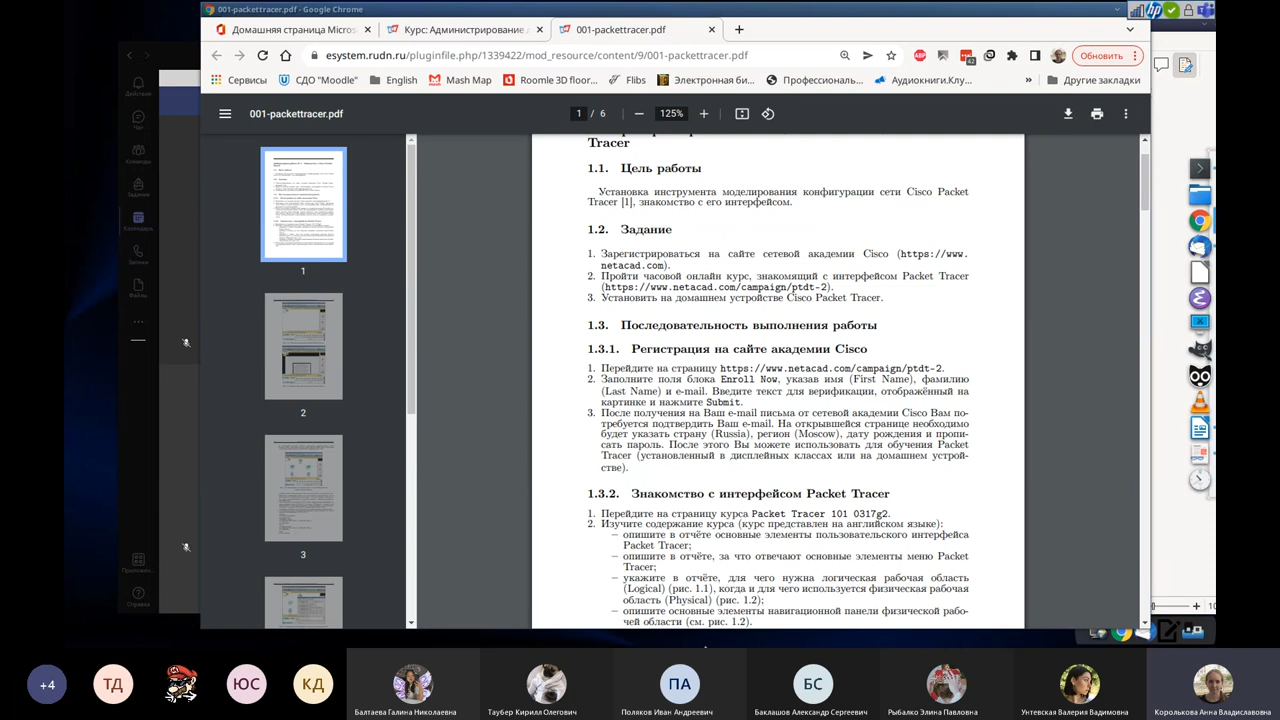 001-packettracer.pdf - Google Chrome
Домашняя страница Micros
Курс: Администрирование
001-packettracer.pdf
esystem.rudn.ru/pluginfile.php/1339422/mod_resource/content/9/001-packettracer.pdf
ABP
42
Обновить
Сервисы
СДО "Moodle"
English
Mash Map
Roomle 3D floor...
Flibs
Электронная би...
Профессиональ...
Аудиокниги.Клу...
»
Другие закладки
001-packettracer.pdf
1 / 6
125%
Действия
Чат
Команды
Задания
Календарь
Звонки
Файлы
Приложен...
Справка
1
2
3
Tracer
1.1. Цель работы
Установка инструмента моделирования конфигурации сети Cisco Packet
Tracer [1], знакомство с его интерфейсом.
1.2. Задание
1. Зарегистрироваться на сайте сетевой академии Cisco (https://www.
netacad.com).
2. Пройти часовой онлайн курс, знакомящий с интерфейсом Packet Tracer
(https://www.netacad.com/campaign/ptdt-2).
3. Установить на домашнем устройстве Cisco Packet Tracer.
1.3. Последовательность выполнения работы
1.3.1. Регистрация на сайте академии Cisco
1. Перейдите на страницу https://www.netacad.com/campaign/ptdt-2.
2. Заполните поля блока Enroll Now, указав имя (First Name), фамилию
(Last Name) и e-mail. Введите текст для верификации, отображённый на
картинке и нажмите Submit.
3. После получения на Ваш e-mail письма от сетевой академии Cisco Вам по-
требуется подтвердить Ваш e-mail. На открывшейся странице необходимо
будет указать страну (Russia), регион (Moscow), дату рождения и пропи-
сать пароль. После этого Вы можете использовать для обучения Packet
Tracer (установленный в дисплейных классах или на домашнем устрой-
стве).
1.3.2. Знакомство с интерфейсом Packet Tracer
1. Перейдите на страницу курса Packet Tracer 101 0317g2.
2. Изучите содержание курса (курс представлен на английском языке):
– опишите в отчёте основные элементы пользовательского интерфейса
Packet Tracer;
– опишите в отчёте, за что отвечают основные элементы меню Packet
Tracer;
– укажите в отчёте, для чего нужна логическая рабочая область
(Logical) (рис. 1.1), когда и для чего используется физическая рабочая
область (Physical) (рис. 1.2);
– опишите основные элементы навигационной панели физической рабо-
чей области (см. рис. 1.2).
+4
ТД
ЮС
КД
ПА
БС
Балтаева Галина Николаевна
Таубер Кирилл Олегович
Поляков Иван Андреевич
Баклашов Александр Сергеевич
Рыбалко Элина Павловна
Унтевская Валерия Вадимовна
Королькова Анна Владиславовна